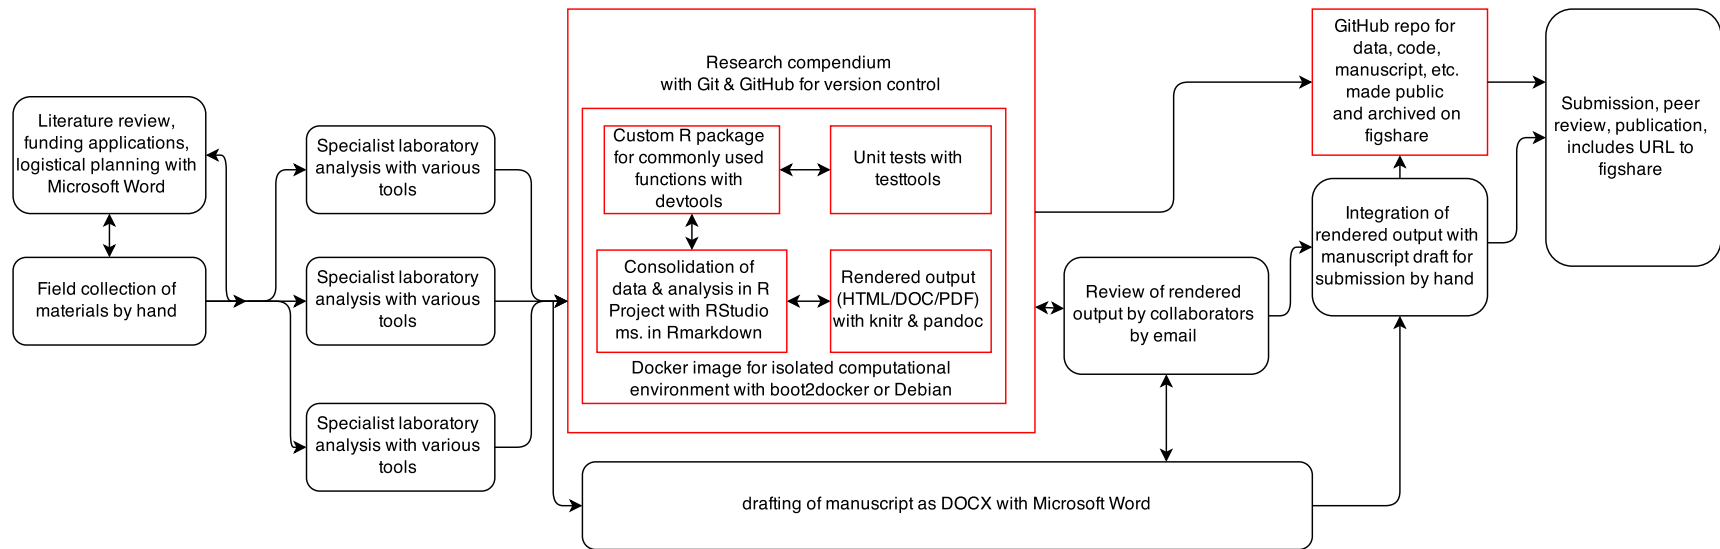 Literature review,
funding applications,
logistical planning with
Microsoft Word
Field collection of
materials by hand
Specialist laboratory
analysis with various
tools
Specialist laboratory
analysis with various
tools
Specialist laboratory
analysis with various
tools
Research compendium
with Git & GitHub for version control
Custom R package
for commonly used
functions with
devtools
Unit tests with
testtools
Consolidation of
data & analysis in R
Project with RStudio
ms. in Rmarkdown
Rendered output
(HTML/DOC/PDF)
with knitr & pandoc
Docker image for isolated computational
environment with boot2docker or Debian
drafting of manuscript as DOCX with Microsoft Word
Review of rendered
output by collaborators
by email
GitHub repo for
data, code,
manuscript, etc.
made public
and archived on
figshare
Integration of
rendered output with
manuscript draft for
submission by hand
Submission, peer
review, publication,
includes URL to
figshare